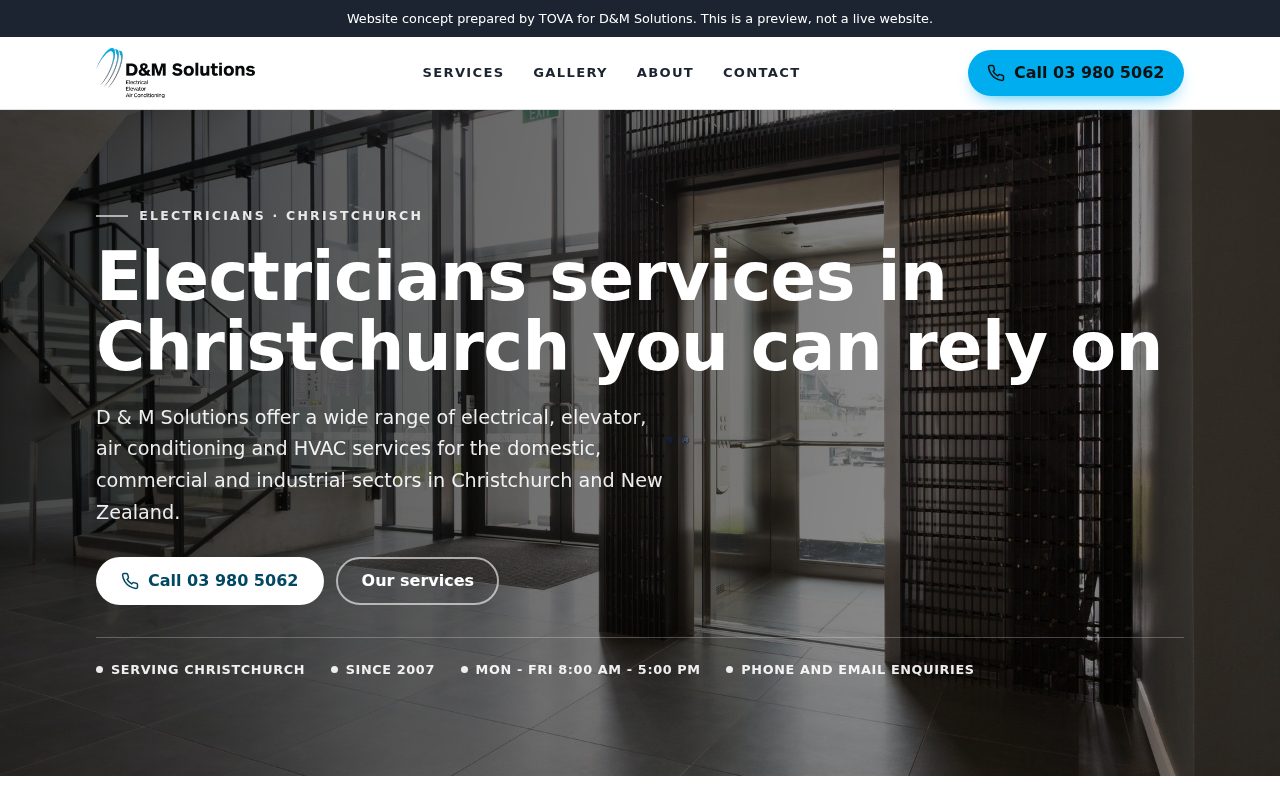 Website concept prepared by TOVA for D&M Solutions. This is a preview, not a live website.
D&M Solutions
Electrical
Elevator
Air Conditioning
SERVICES
GALLERY
ABOUT
CONTACT
Call 03 980 5062
EXIT
ELECTRICIANS · CHRISTCHURCH
Electricians services in
Christchurch you can rely on
D & M Solutions offer a wide range of electrical, elevator,
air conditioning and HVAC services for the domestic,
commercial and industrial sectors in Christchurch and New
Zealand.
Call 03 980 5062
Our services
SERVING CHRISTCHURCH
SINCE 2007
MON - FRI 8:00 AM - 5:00 PM
PHONE AND EMAIL ENQUIRIES